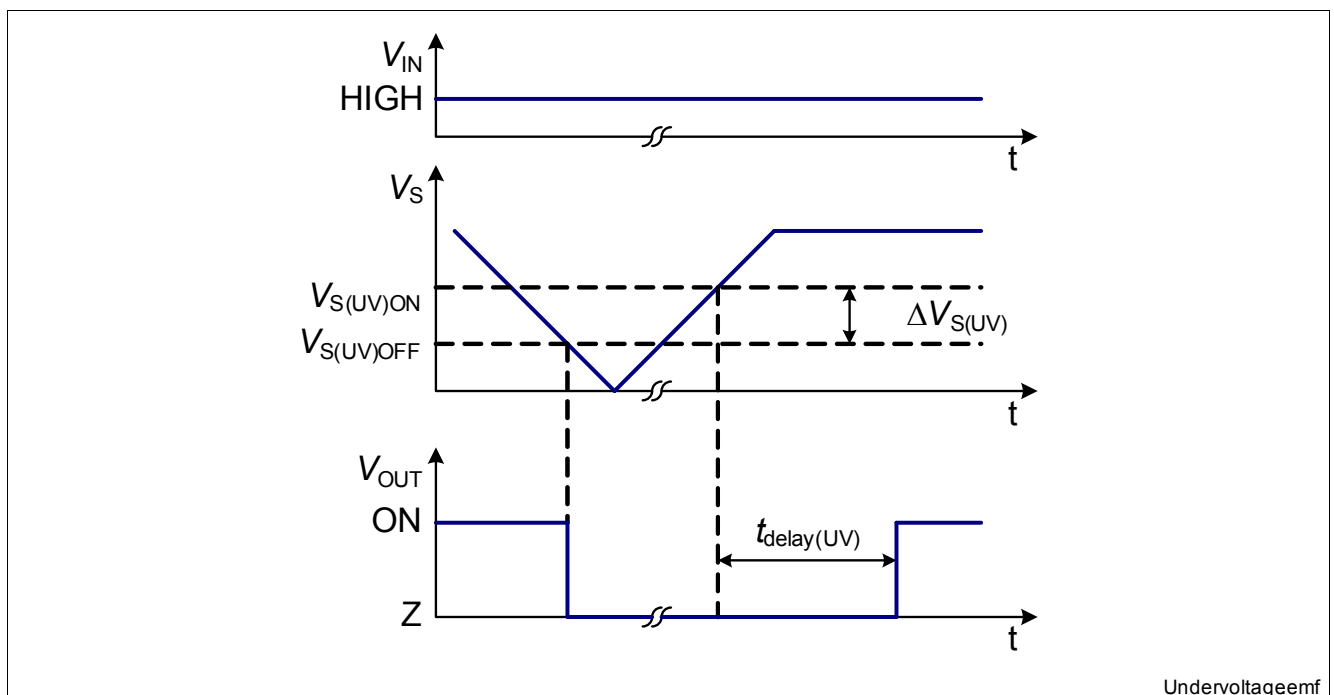 VIN
HIGH
t
VS
VS(UV)ON
ΔVS(UV)
VS(UV)OFF
t
VOUT
ON
tdelay(UV)
Z
t
Undervoltageemf